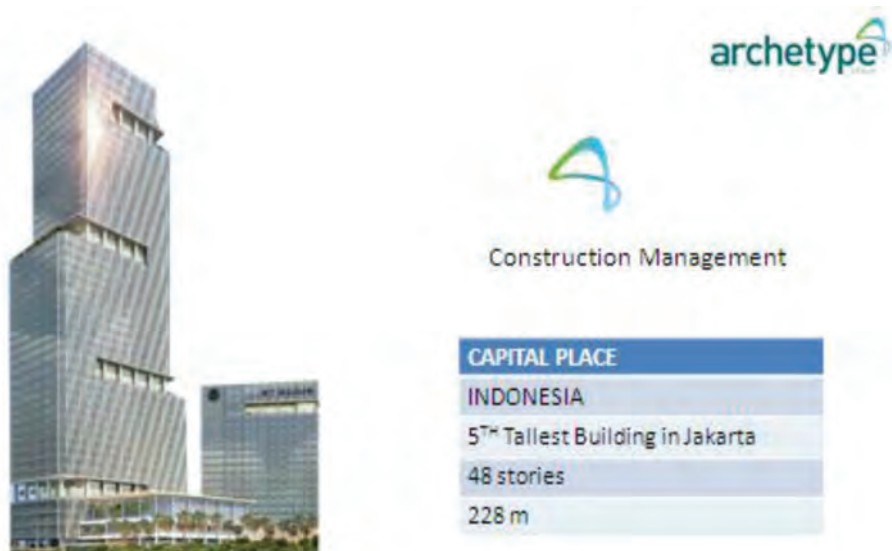 archetype
Construction Management
CAPITAL PLACE
INDONESIA
5TH Tallest Building in Jakarta
48 stories
228 m